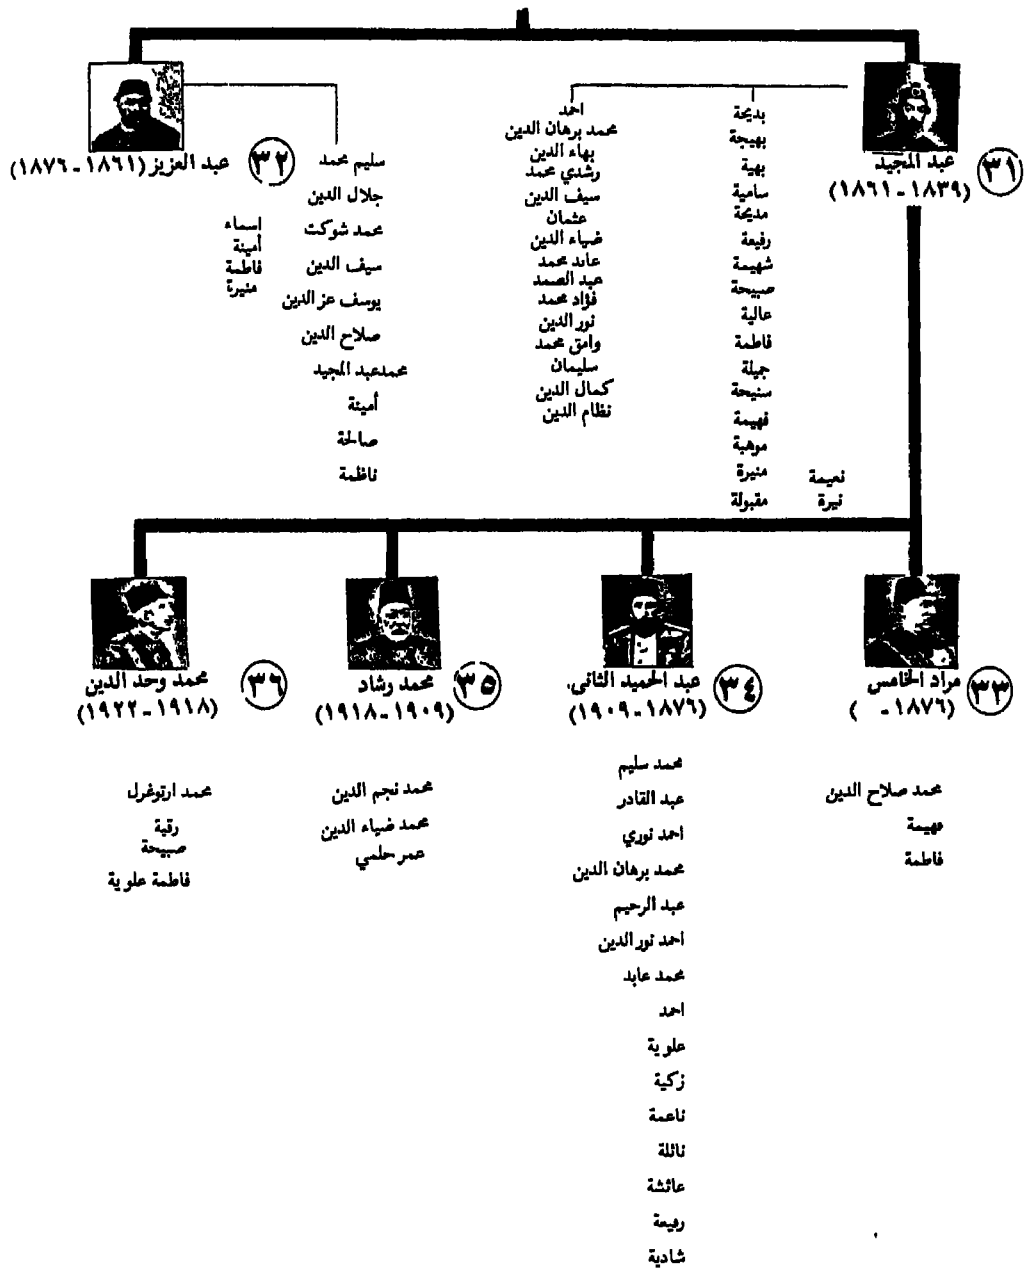 ٣١
عبد المجيد
(١٨٣٩ - ١٨٦١)
بديحة
بهيجة
بهية
سامية
مديحة
رفيعة
شهيمة
صبيحة
عالية
فاطمة
جميلة
سنيحة
فهيمة
موهبة
منيرة
مقبولة
نعيمة
نيرة
احمد
محمد برهان الدين
بهاء الدين
رشدي محمد
سيف الدين
عثمان
ضياء الدين
عائد محمد
عبد الصمد
فؤاد محمد
نور الدين
وامق محمد
سليمان
كمال الدين
نظام الدين
٣٢
عبد العزيز (١٨٦١ - ١٨٧٦)
سليم محمد
جلال الدين
محمد شوكت
سيف الدين
يوسف عز الدين
صلاح الدين
محمد عبد المجيد
أمينة
صالحة
ناظمة
اسماء
أمينة
فاطمة
منيرة
٣٣
مراد الخامس
(١٨٧٦ - )
محمد صلاح الدين
فاطمة
٣٤
عبد الحميد الثانى.
(١٨٧٦ - ١٩٠٩)
محمد سليم
عبد القادر
احمد نوري
محمد برهان الدين
عبد الرحيم
احمد نور الدين
محمد عابد
احمد
علوية
زكية
ناعمة
نائلة
عائشة
رفيعة
شادية
٣٥
محمد رشاد
(١٩٠٩ - ١٩١٨)
محمد نجم الدين
محمد ضياء الدين
عمر حلمي
٣٦
محمد وحد الدين
(١٩١٨ - ١٩٢٢)
محمد ارتوغرل
رقية
صبيحة
فاطمة علوية